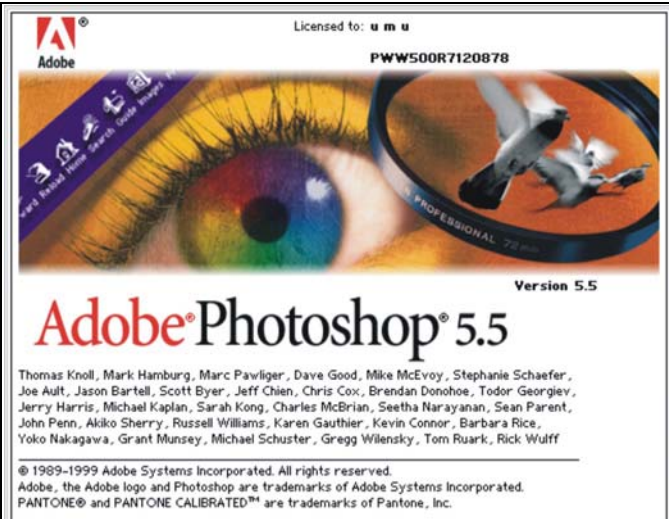 Adobe®
Licensed to: u m u
PWW500R7120878
ward Reload Home Search Guide Images
N PROFESSIONAL 72mm
Version 5.5
Adobe® Photoshop® 5.5
Thomas Knoll, Mark Hamburg, Marc Pawliger, Dave Good, Mike McEvoy, Stephanie Schaefer,
Joe Ault, Jason Bartell, Scott Byer, Jeff Chien, Chris Cox, Brendan Donohoe, Todor Georgiev,
Jerry Harris, Michael Kaplan, Sarah Kong, Charles McBrian, Seetha Narayanan, Sean Parent,
John Penn, Akiko Sherry, Russell Williams, Karen Gauthier, Kevin Connor, Barbara Rice,
Yoko Nakagawa, Grant Munsey, Michael Schuster, Gregg Wilensky, Tom Ruark, Rick Wulff
© 1989-1999 Adobe Systems Incorporated. All rights reserved.
Adobe, the Adobe logo and Photoshop are trademarks of Adobe Systems Incorporated.
PANTONE® and PANTONE CALIBRATED™ are trademarks of Pantone, Inc.